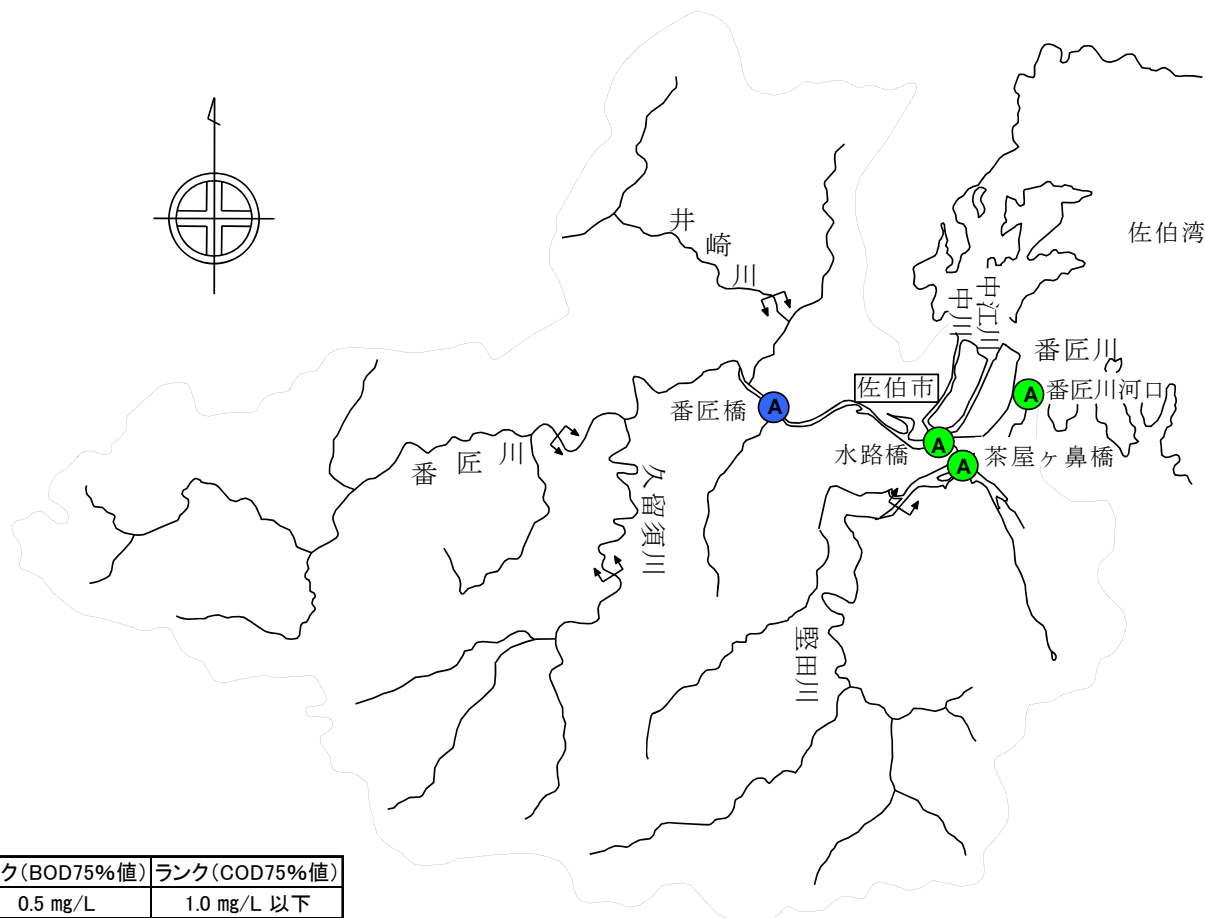 井崎川
佐伯湾
中江川
中川
番匠川
佐伯市
番匠川河口
番匠橋
A
A
A
A
水路橋
茶屋ヶ鼻橋
番匠川
久留須川
堅田川
ク(BOD75%値) ランク(COD75%値)
0.5 mg/L 1.0 mg/L 以下